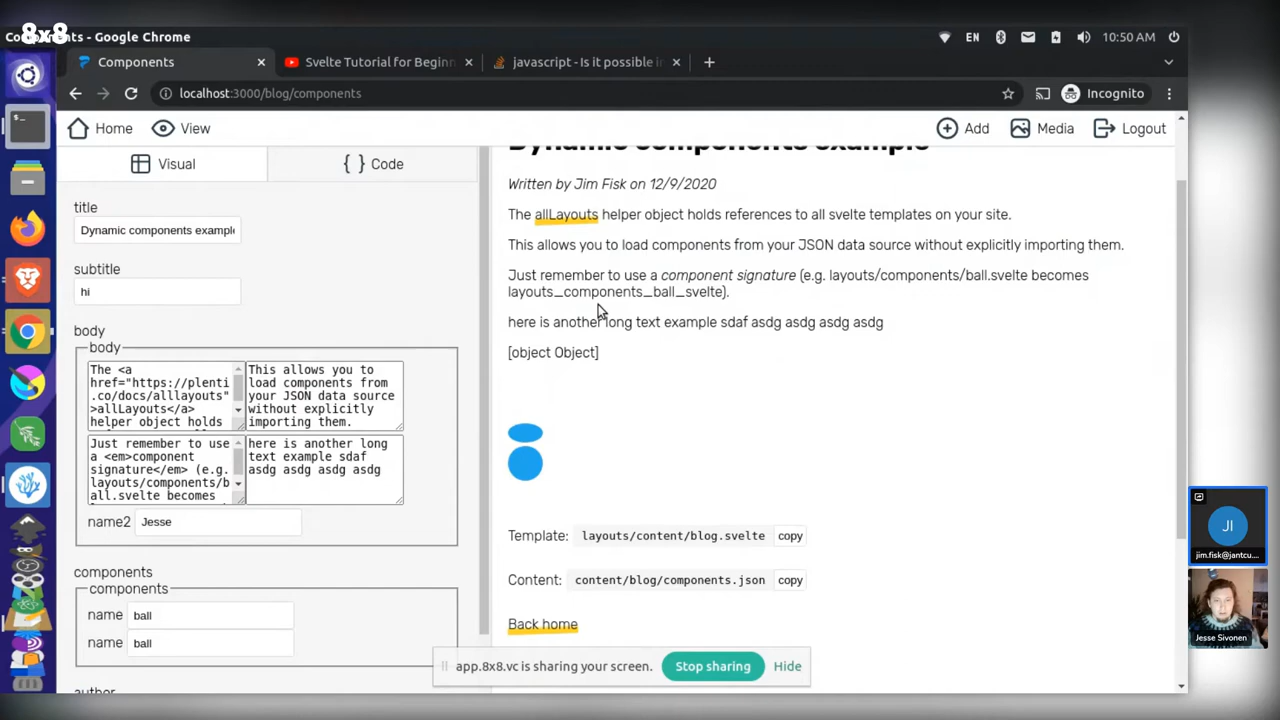 8x8
Components - Google Chrome
EN
10:50 AM
Components
Svelte Tutorial for Beginn
javascript - Is it possible i
localhost:3000/blog/components
Incognito
Home
View
Add
Media
Logout
Visual
{ } Code
title
Dynamic components example
subtitle
hi
body
body
The <a
href="https://plenti
.co/docs/alllayouts"
>allLayouts</a>
helper object holds
This allows you to
load components from
your JSON data source
without explicitly
importing them.
Just remember to use
a <em>component
signature</em> (e.g.
layouts/components/b
all.svelte becomes
here is another long
text example sdaf
asdg asdg asdg asdg
name2 Jesse
components
components
name ball
name ball
author
Dynamic components example
Written by Jim Fisk on 12/9/2020
The allLayouts helper object holds references to all svelte templates on your site.
This allows you to load components from your JSON data source without explicitly importing them.
Just remember to use a component signature (e.g. layouts/components/ball.svelte becomes
layouts_components_ball_svelte).
here is another long text example sdaf asdg asdg asdg asdg
[object Object]
Template: layouts/content/blog.svelte copy
Content: content/blog/components.json copy
Back home
app.8x8.vc is sharing your screen. Stop sharing Hide
JI
jim.fisk@jantcu....
Jesse Sivonen